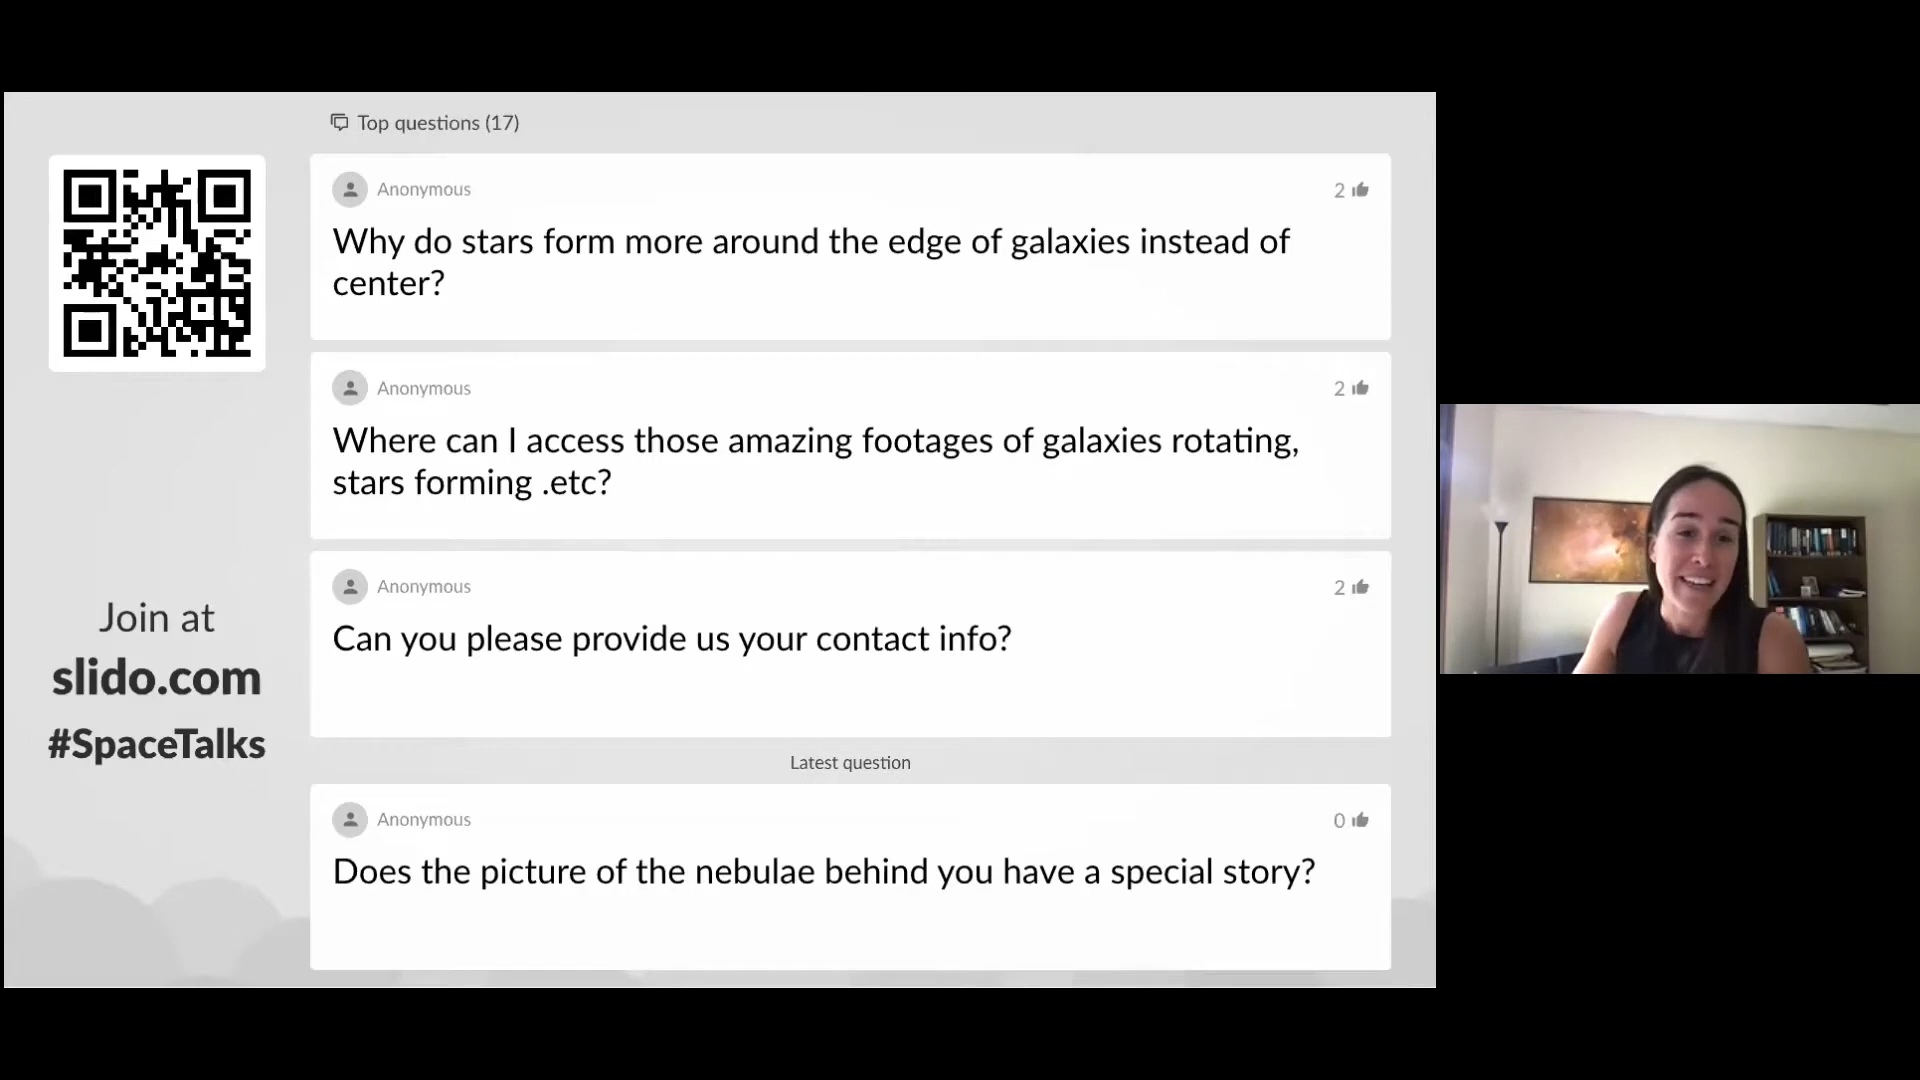 Top questions (17)
Anonymous
2
Why do stars form more around the edge of galaxies instead of
center?
Anonymous
2
Where can I access those amazing footages of galaxies rotating,
stars forming .etc?
Anonymous
2
Can you please provide us your contact info?
Latest question
Anonymous
0
Does the picture of the nebulae behind you have a special story?
Join at
slido.com
#SpaceTalks